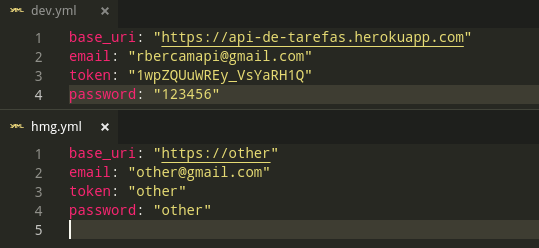 dev.yml ×
1 base_uri: "https://api-de-tarefas.herokuapp.com"
2 email: "rbercamapi@gmail.com"
3 token: "1wpZQUuWREy_VsYaRH1Q"
4 password: "123456"
hmg.yml ×
1 base_uri: "https://other"
2 email: "other@gmail.com"
3 token: "other"
4 password: "other"
5